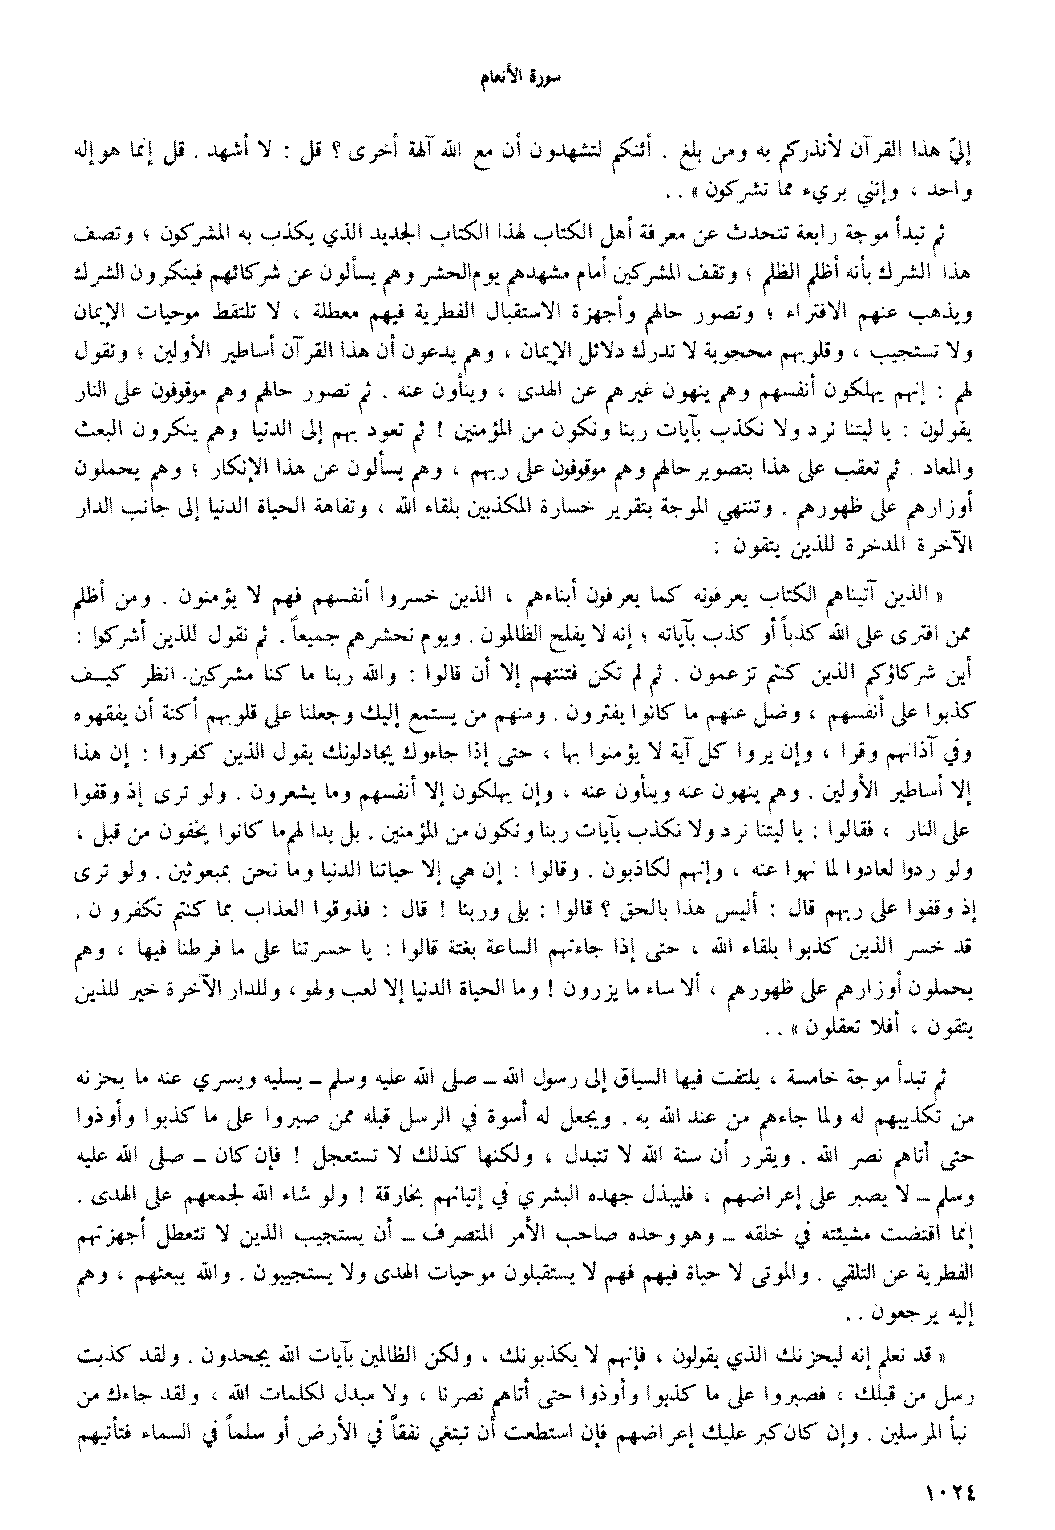 سورة الأنعام
إليّ هذا القرآن لأنذركم به ومن بلغ . أئنكم لتشهدون أن مع الله آلهة أخرى ؟ قل : لا أشهد . قل إنما هو إله
واحد ، وإنني بريء مما تشركون » . .
ثم تبدأ موجة رابعة تتحدث عن معرفة أهل الكتاب لهذا الكتاب الجديد الذي يكذب به المشركون ؛ وتصف
هذا الشرك بأنه أظلم الظلم ؛ وتقف المشركين أمام مشهدهم يوم الحشر وهم يسألون عن شركائهم فينكرون الشرك
ويذهب عنهم الافتراء ؛ وتصور حالهم وأجهزة الاستقبال الفطرية فيهم معطلة ، لا تلتقط موحيات الإيمان
ولا تستجيب ، وقلوبهم محجوبة لا تدرك دلائل الإيمان ، وهم يدعون أن هذا القرآن أساطير الأولين ؛ وتقول
لهم : إنهم يهلكون أنفسهم وهم ينهون غيرهم عن الهدى ، وينأون عنه . ثم تصور حالهم وهم موقوفون على النار
يقولون : يا ليتنا نرد ولا نكذب بآيات ربنا ونكون من المؤمنين ! ثم تعود بهم إلى الدنيا وهم ينكرون البعث
والمعاد . ثم تعقب على هذا بتصوير حالهم وهم موقوفون على ربهم ، وهم يسألون عن هذا الإنكار ؛ وهم يحملون
أوزارهم على ظهورهم . وتنتهي الموجة بتقرير خسارة المكذبين بلقاء الله ، وتفاهة الحياة الدنيا إلى جانب الدار
الآخرة المدخرة للذين يتقون :
« الذين آتيناهم الكتاب يعرفونه كما يعرفون أبناءهم ، الذين خسروا أنفسهم فهم لا يؤمنون . ومن أظلم
ممن افترى على الله كذباً أو كذب بآياته ؛ إنه لا يفلح الظالمون . ويوم نحشرهم جميعاً . ثم نقول للذين أشركوا :
أين شركاؤكم الذين كنتم تزعمون . ثم لم تكن فتنتهم إلا أن قالوا : والله ربنا ما كنا مشركين. انظر كيف
كذبوا على أنفسهم ، وضل عنهم ما كانوا يفترون . ومنهم من يستمع إليك وجعلنا على قلوبهم أكنة أن يفقهوه
وفي آذانهم وقرا ، وإن يروا كل آية لا يؤمنوا بها ، حتى إذا جاءوك يجادلونك يقول الذين كفروا : إن هذا
إلا أساطير الأولين . وهم ينهون عنه وينأون عنه ، وإن يهلكون إلا أنفسهم وما يشعرون . ولو ترى إذ وقفوا
على النار ، فقالوا : يا ليتنا نرد ولا نكذب بآيات ربنا ونكون من المؤمنين . بل بدا لهم ما كانوا يخفون من قبل ،
ولو ردوا لعادوا لما نهوا عنه ، وإنهم لكاذبون . وقالوا : إن هي إلا حياتنا الدنيا وما نحن بمبعوثين . ولو ترى
إذ وقفوا على ربهم قال : أليس هذا بالحق ؟ قالوا : بلى وربنا ! قال : فذوقوا العذاب بما كنتم تكفرون .
قد خسر الذين كذبوا بلقاء الله ، حتى إذا جاءتهم الساعة بغتة قالوا : يا حسرتنا على ما فرطنا فيها ، وهم
يحملون أوزارهم على ظهورهم ، ألا ساء ما يزرون ! وما الحياة الدنيا إلا لعب ولهو ، وللدار الآخرة خير للذين
يتقون ، أفلا تعقلون » . .
ثم تبدأ موجة خامسة ، يلتفت فيها السياق إلى رسول الله ــ صلى الله عليه وسلم ــ يسليه ويسري عنه ما يحزنه
من تكذيبهم له ولما جاءهم من عند الله به . ويجعل له أسوة في الرسل قبله ممن صبروا على ما كذبوا وأوذوا
حتى أتاهم نصر الله . ويقرر أن سنة الله لا تتبدل ، ولكنها كذلك لا تستعجل ! فإن كان ــ صلى الله عليه
وسلم ــ لا يصبر على إعراضهم ، فليبذل جهده البشري في إتيانهم بخارقة ! ولو شاء الله لجمعهم على الهدى .
إنما اقتضت مشيئته في خلقه ــ وهو وحده صاحب الأمر المتصرف ــ أن يستجيب الذين لا تتعطل أجهزتهم
الفطرية عن التلقي . والموتى لا حياة فيهم فهم لا يستقبلون موحيات الهدى ولا يستجيبون . والله يبعثهم ، وهم
إليه يرجعون . .
« قد نعلم إنه ليحزنك الذي يقولون ، فإنهم لا يكذبونك ، ولكن الظالمين بآيات الله يجحدون . ولقد كذبت
رسل من قبلك ، فصبروا على ما كذبوا وأوذوا حتى أتاهم نصرنا ، ولا مبدل لكلمات الله ، ولقد جاءك من
نبأ المرسلين . وإن كان كبر عليك إعراضهم فإن استطعت أن تبتغي نفقاً في الأرض أو سلماً في السماء فتأتيهم
١٠٢٤